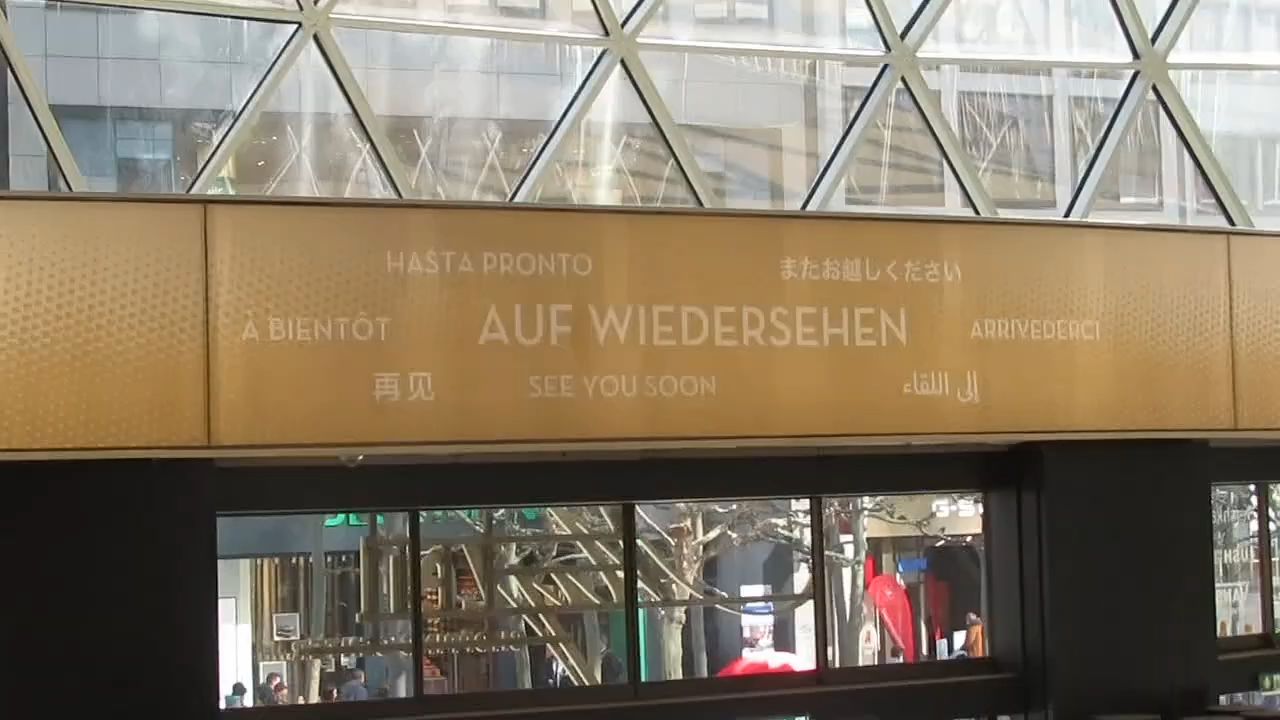 HASTA PRONTO
またお越しください
À BIENTÔT
AUF WIEDERSEHEN
ARRIVEDERCI
再见
SEE YOU SOON
إلى اللقاء